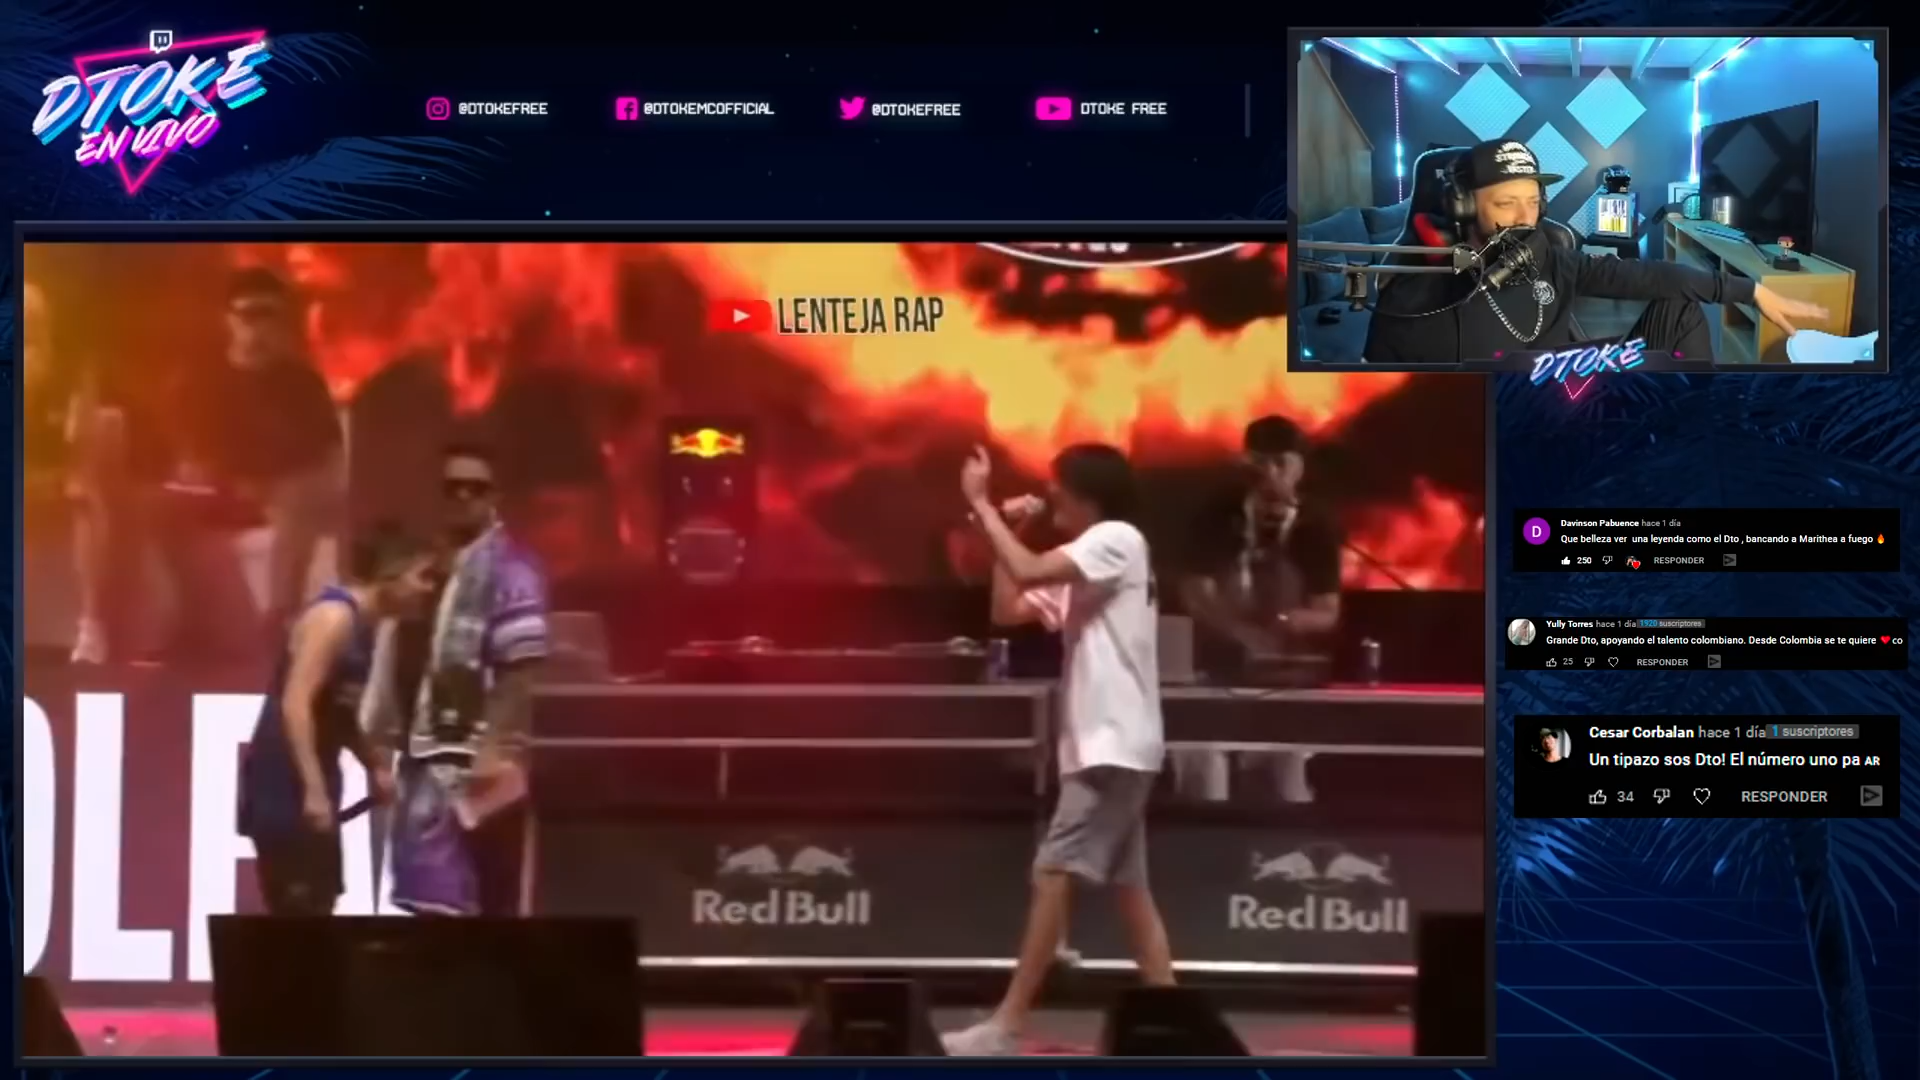 DTOKE
EN VIVO
@DTOKEFREE
@DTOKEMCOFFICIAL
@DTOKEFREE
DTOKE FREE
LENTEJA RAP
DTOKE
Red Bull
Red Bull
Davinson Pabuence hace 1 día
Que belleza ver una leyenda como el Dto , bancando a Marithea a fuego 🔥
250 RESPONDER
Yully Torres hace 1 día 1920 suscriptores
Grande Dto, apoyando el talento colombiano. Desde Colombia se te quiere ❤️co
25 RESPONDER
Cesar Corbalan hace 1 día 1 suscriptores
Un tipazo sos Dto! El número uno pa AR
34 RESPONDER